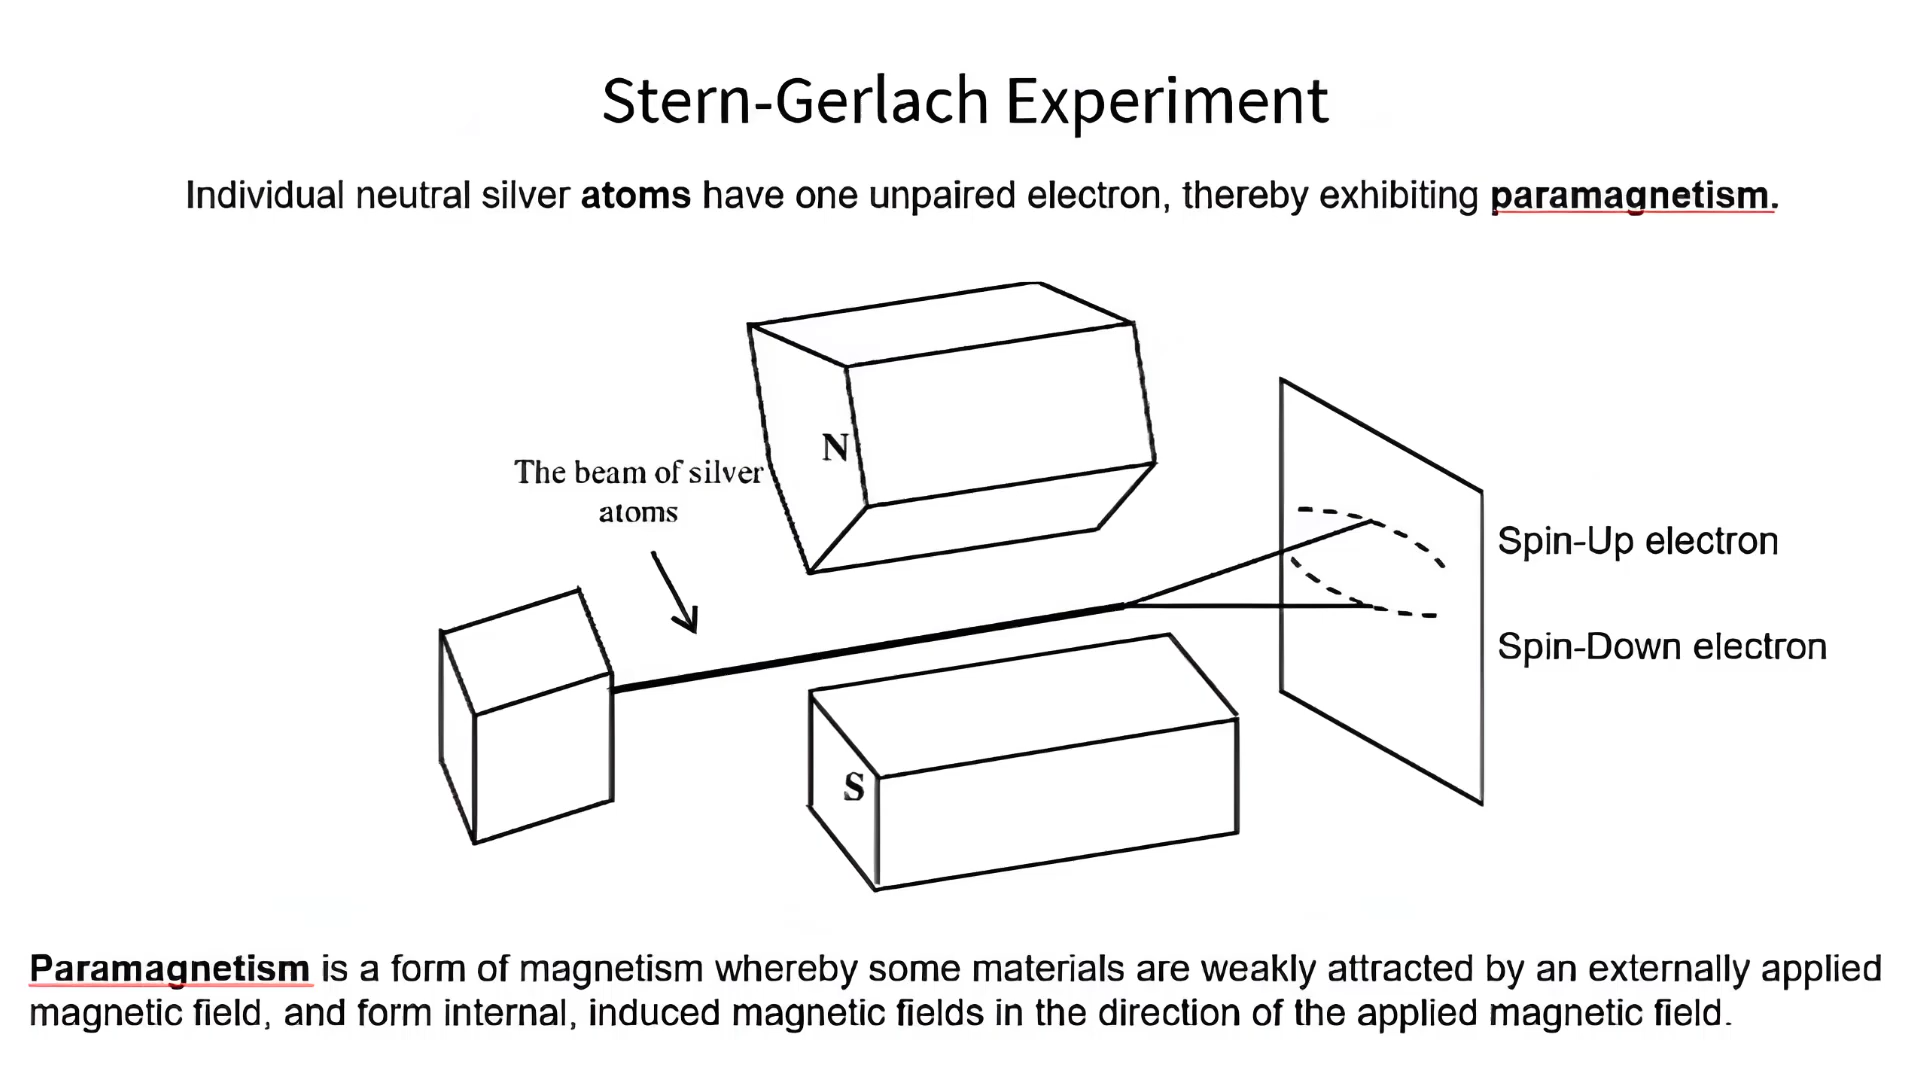 Stern-Gerlach Experiment
Individual neutral silver atoms have one unpaired electron, thereby exhibiting paramagnetism.
N
The beam of silver
atoms
Spin-Up electron
Spin-Down electron
S
Paramagnetism is a form of magnetism whereby some materials are weakly attracted by an externally applied
magnetic field, and form internal, induced magnetic fields in the direction of the applied magnetic field.